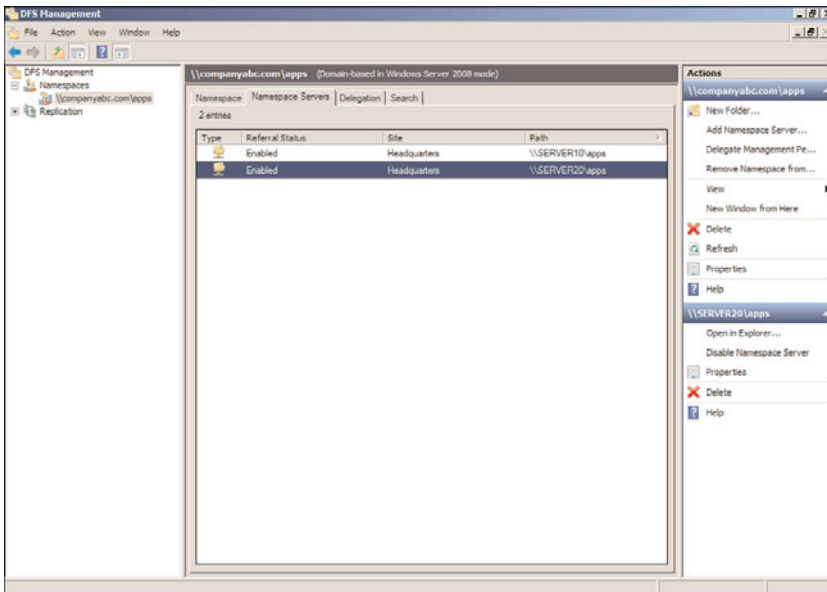 DFS Management
File Action View Window Help
DFS Management
Namespaces
\\companyabc.com\apps
Replication
\\companyabc.com\apps (Domain-based in Windows Server 2008 mode)
Namespace Namespace Servers Delegation Search
2 entries
Type Referral Status Site Path
Enabled Headquarters \\SERVER10\apps
Enabled Headquarters \\SERVER20\apps
Actions
\\companyabc.com\apps
New Folder...
Add Namespace Server...
Delegate Management Pe...
Remove Namespace from...
View
New Window from Here
Delete
Refresh
Properties
Help
\\SERVER20\apps
Open in Explorer...
Disable Namespace Server
Properties
Delete
Help